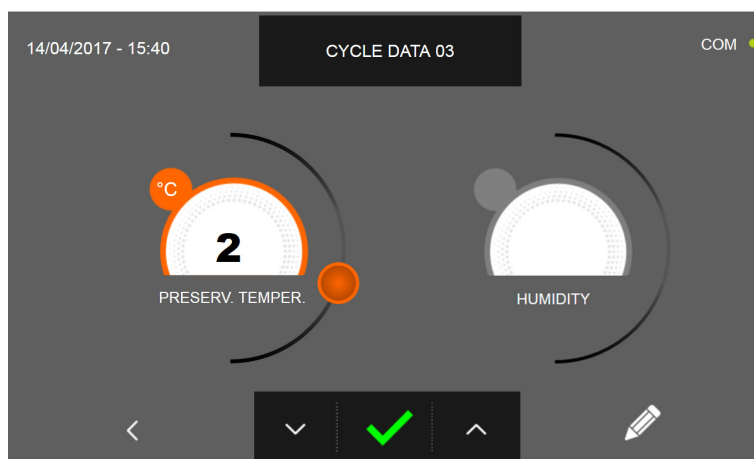 14/04/2017 - 15:40
CYCLE DATA 03
COM
°C
2
PRESERV. TEMPER.
HUMIDITY